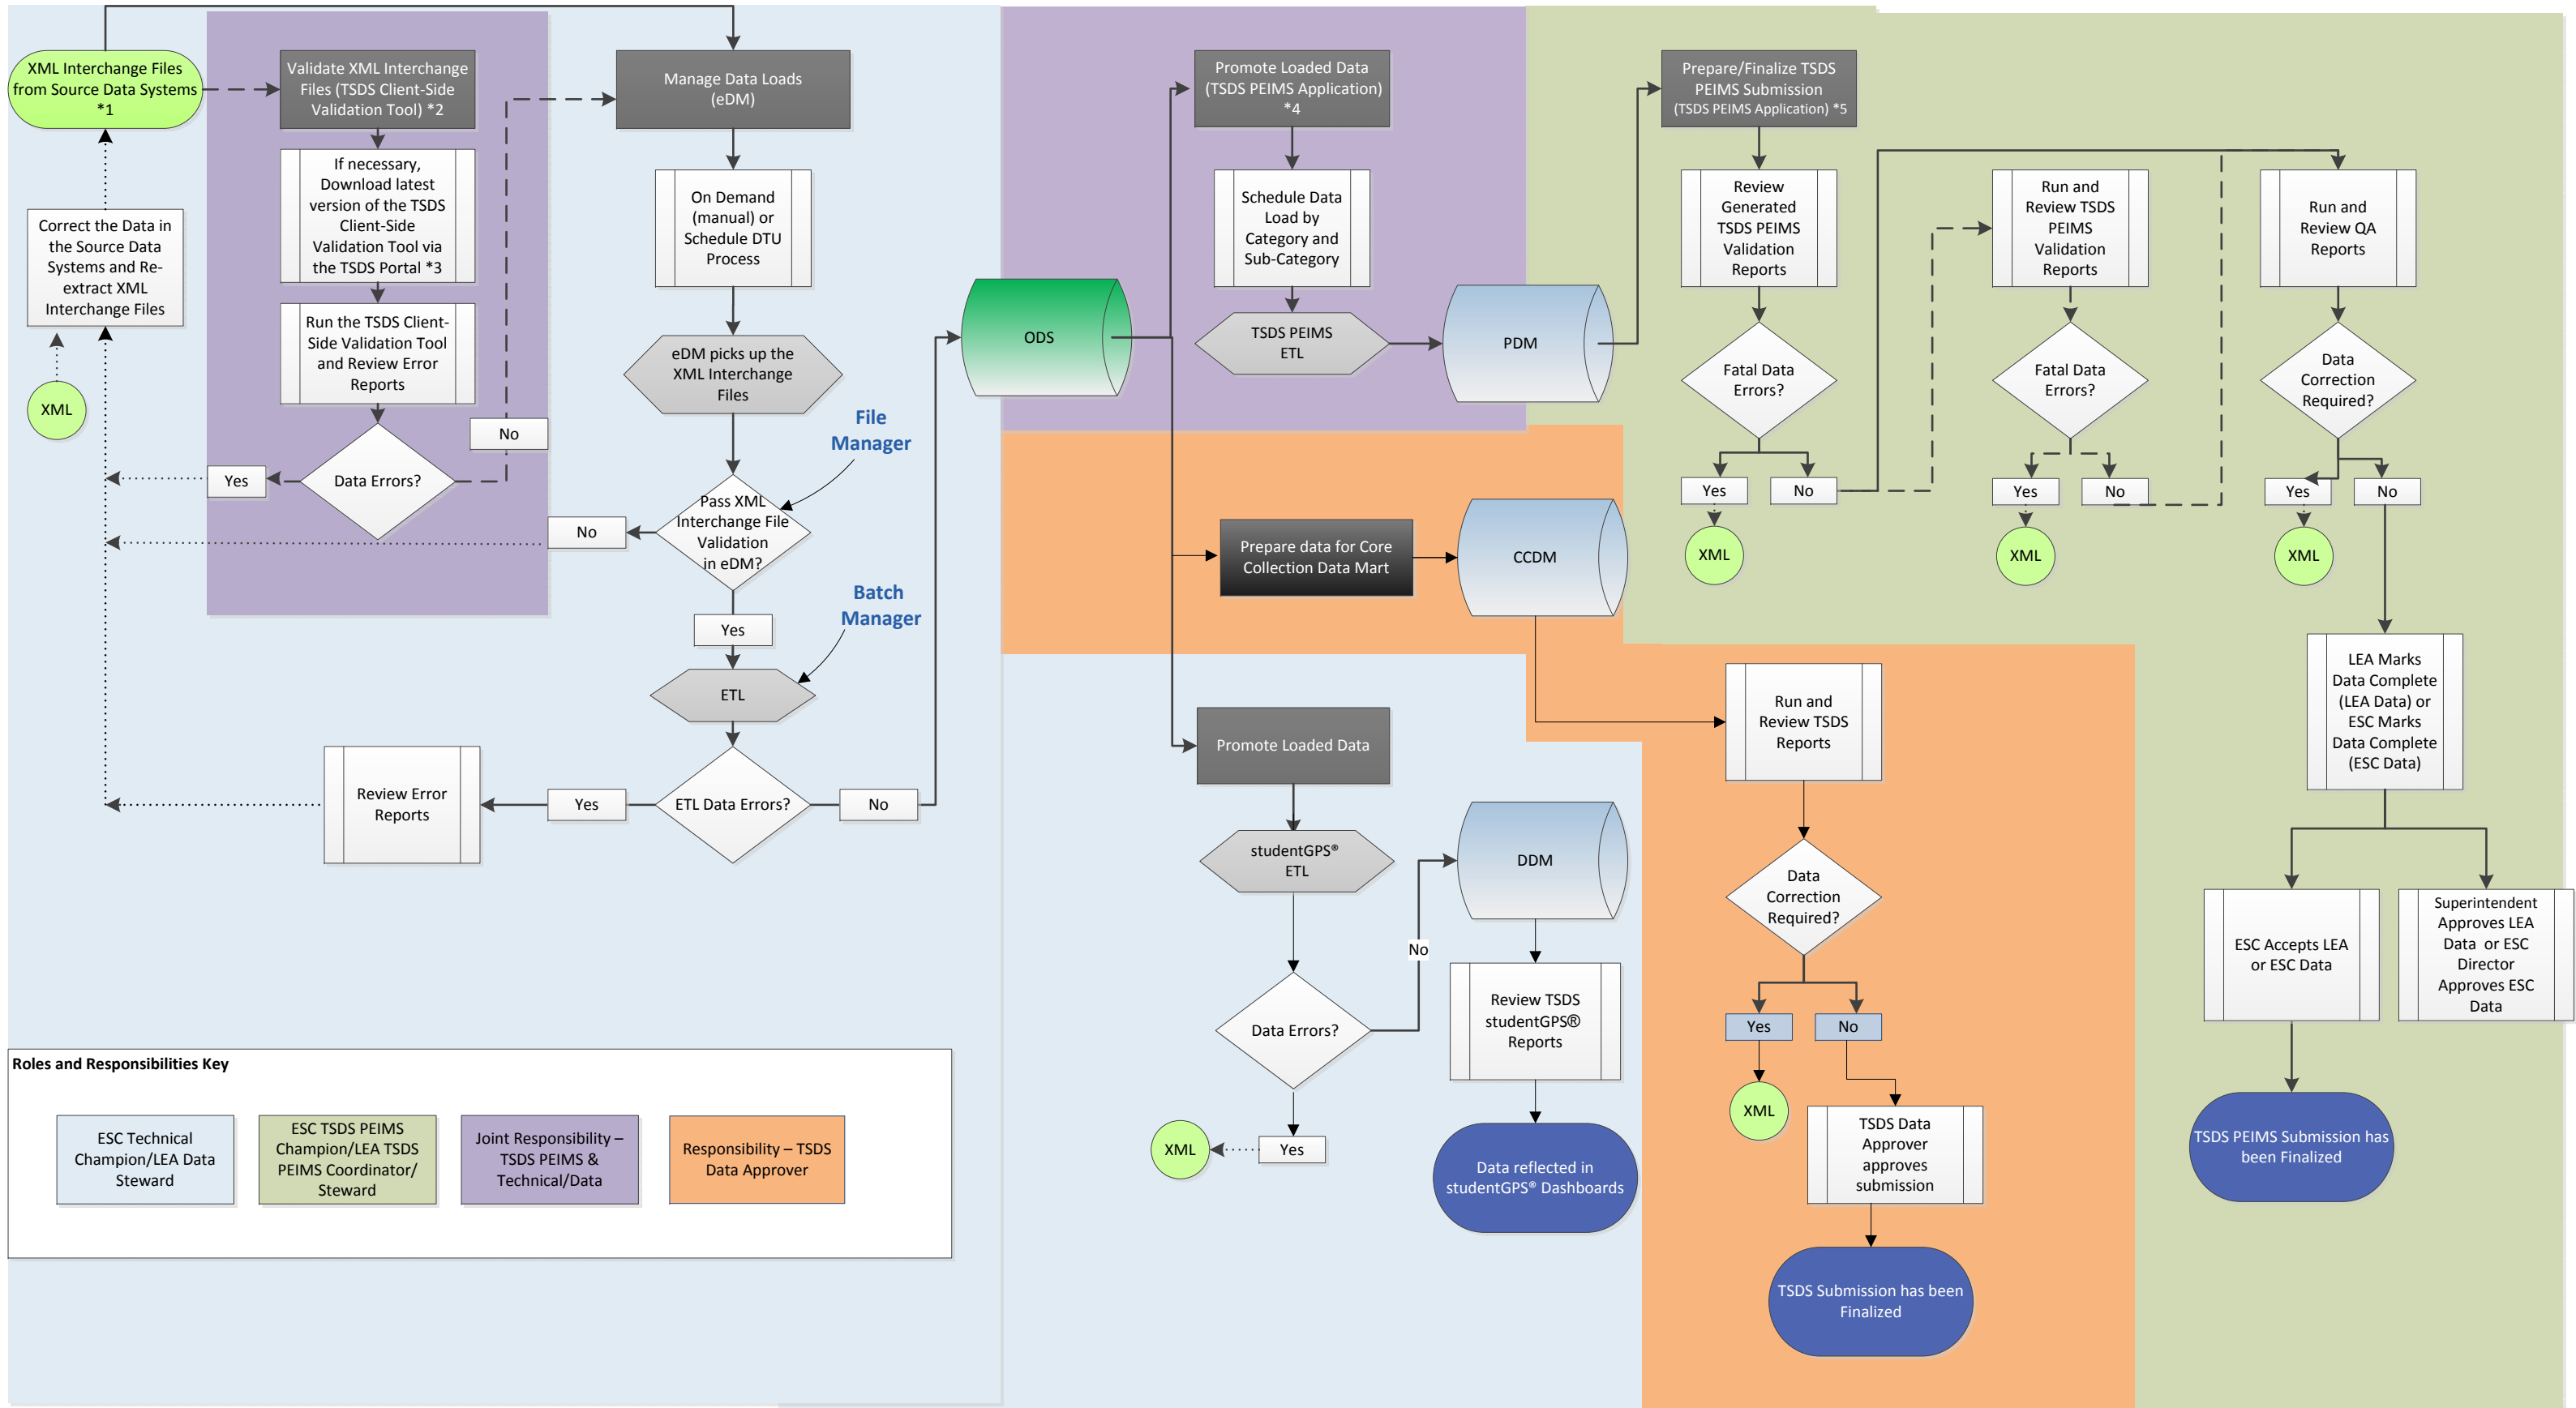 XML Interchange Files
from Source Data Systems
*1
Correct the Data in
the Source Data
Systems and Re-
extract XML
Interchange Files
XML
Validate XML Interchange
Files (TSDS Client-Side
Validation Tool) *2
If necessary,
Download latest
version of the TSDS
Client-Side
Validation Tool via
the TSDS Portal *3
Run the TSDS Client-
Side Validation Tool
and Review Error
Reports
Data Errors?
Yes
No
Manage Data Loads
(eDM)
On Demand
(manual) or
Schedule DTU
Process
eDM picks up the
XML Interchange
Files
File
Manager
Pass XML
Interchange File
Validation
in eDM?
No
Yes
Batch
Manager
ETL
ETL Data Errors?
Yes
No
Review Error
Reports
ODS
Promote Loaded Data
(TSDS PEIMS Application)
*4
Schedule Data
Load by
Category and
Sub-Category
TSDS PEIMS
ETL
PDM
Prepare data for Core
Collection Data Mart
CCDM
Promote Loaded Data
studentGPS®
ETL
Data Errors?
No
Yes
XML
DDM
Review TSDS
studentGPS®
Reports
Data reflected in
studentGPS® Dashboards
Prepare/Finalize TSDS
PEIMS Submission
(TSDS PEIMS Application) *5
Review
Generated
TSDS PEIMS
Validation
Reports
Fatal Data
Errors?
Yes
No
XML
Run and
Review TSDS
PEIMS
Validation
Reports
Fatal Data
Errors?
Yes
No
XML
Run and
Review QA
Reports
Data
Correction
Required?
Yes
No
XML
LEA Marks
Data Complete
(LEA Data) or
ESC Marks
Data Complete
(ESC Data)
ESC Accepts LEA
or ESC Data
Superintendent
Approves LEA
Data or ESC
Director
Approves ESC
Data
TSDS PEIMS Submission has
been Finalized
Run and
Review TSDS
Reports
Data
Correction
Required?
Yes
No
XML
TSDS Data
Approver
approves
submission
TSDS Submission has been
Finalized
Roles and Responsibilities Key
ESC Technical
Champion/LEA Data
Steward
ESC TSDS PEIMS
Champion/LEA TSDS
PEIMS Coordinator/
Steward
Joint Responsibility –
TSDS PEIMS &
Technical/Data
Responsibility – TSDS
Data Approver